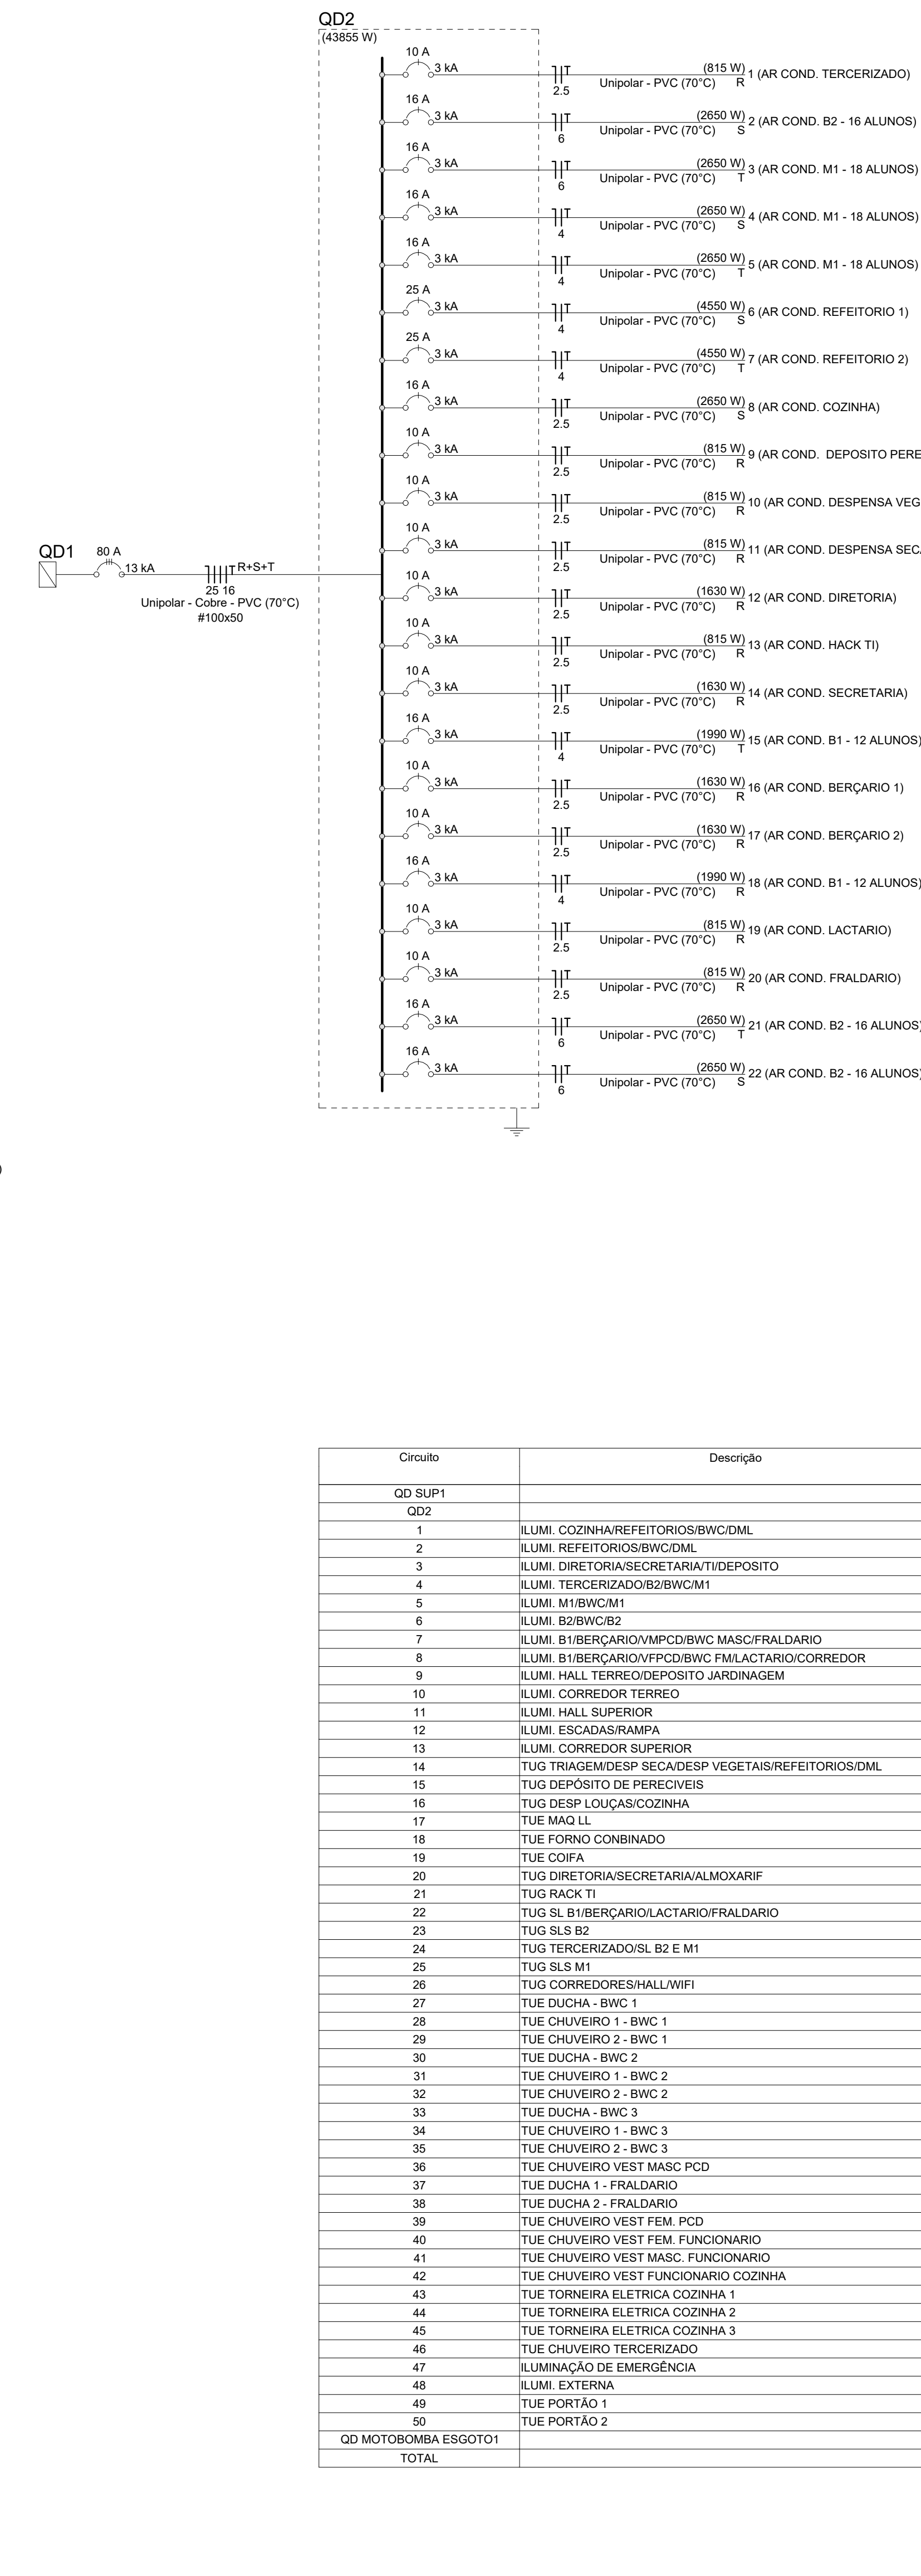 QD2
(43855 W)
10 A
3 kA
T
2.5
(815 W)
Unipolar - PVC (70°C) R
1 (AR COND. TERCERIZADO)
16 A
3 kA
T
6
(2650 W)
Unipolar - PVC (70°C) S
2 (AR COND. B2 - 16 ALUNOS)
16 A
3 kA
T
6
(2650 W)
Unipolar - PVC (70°C) T
3 (AR COND. M1 - 18 ALUNOS)
16 A
3 kA
T
4
(2650 W)
Unipolar - PVC (70°C) S
4 (AR COND. M1 - 18 ALUNOS)
16 A
3 kA
T
4
(2650 W)
Unipolar - PVC (70°C) T
5 (AR COND. M1 - 18 ALUNOS)
25 A
3 kA
T
4
(4550 W)
Unipolar - PVC (70°C) S
6 (AR COND. REFEITORIO 1)
25 A
3 kA
T
4
(4550 W)
Unipolar - PVC (70°C) T
7 (AR COND. REFEITORIO 2)
16 A
3 kA
T
2.5
(2650 W)
Unipolar - PVC (70°C) S
8 (AR COND. COZINHA)
10 A
3 kA
T
2.5
(815 W)
Unipolar - PVC (70°C) R
9 (AR COND. DEPOSITO PERE
10 A
3 kA
T
2.5
(815 W)
Unipolar - PVC (70°C) R
10 (AR COND. DESPENSA VEG
10 A
3 kA
T
2.5
(815 W)
Unipolar - PVC (70°C) R
11 (AR COND. DESPENSA SEC
QD1
80 A
13 kA
T R+S+T
25 16
Unipolar - Cobre - PVC (70°C)
#100x50
10 A
3 kA
T
2.5
(1630 W)
Unipolar - PVC (70°C) R
12 (AR COND. DIRETORIA)
10 A
3 kA
T
2.5
(815 W)
Unipolar - PVC (70°C) R
13 (AR COND. HACK TI)
10 A
3 kA
T
2.5
(1630 W)
Unipolar - PVC (70°C) R
14 (AR COND. SECRETARIA)
16 A
3 kA
T
4
(1990 W)
Unipolar - PVC (70°C) T
15 (AR COND. B1 - 12 ALUNOS)
10 A
3 kA
T
2.5
(1630 W)
Unipolar - PVC (70°C) R
16 (AR COND. BERÇARIO 1)
10 A
3 kA
T
2.5
(1630 W)
Unipolar - PVC (70°C) R
17 (AR COND. BERÇARIO 2)
16 A
3 kA
T
4
(1990 W)
Unipolar - PVC (70°C) R
18 (AR COND. B1 - 12 ALUNOS)
10 A
3 kA
T
2.5
(815 W)
Unipolar - PVC (70°C) R
19 (AR COND. LACTARIO)
10 A
3 kA
T
2.5
(815 W)
Unipolar - PVC (70°C) R
20 (AR COND. FRALDARIO)
16 A
3 kA
T
6
(2650 W)
Unipolar - PVC (70°C) T
21 (AR COND. B2 - 16 ALUNOS)
16 A
3 kA
T
6
(2650 W)
Unipolar - PVC (70°C) S
22 (AR COND. B2 - 16 ALUNOS)
)
Circuito Descrição
QD SUP1
QD2
1 ILUMI. COZINHA/REFEITORIOS/BWC/DML
2 ILUMI. REFEITORIOS/BWC/DML
3 ILUMI. DIRETORIA/SECRETARIA/TI/DEPOSITO
4 ILUMI. TERCERIZADO/B2/BWC/M1
5 ILUMI. M1/BWC/M1
6 ILUMI. B2/BWC/B2
7 ILUMI. B1/BERÇARIO/VMPCD/BWC MASC/FRALDARIO
8 ILUMI. B1/BERÇARIO/VFPCD/BWC FM/LACTARIO/CORREDOR
9 ILUMI. HALL TERREO/DEPOSITO JARDINAGEM
10 ILUMI. CORREDOR TERREO
11 ILUMI. HALL SUPERIOR
12 ILUMI. ESCADAS/RAMPA
13 ILUMI. CORREDOR SUPERIOR
14 TUG TRIAGEM/DESP SECA/DESP VEGETAIS/REFEITORIOS/DML
15 TUG DEPÓSITO DE PERECIVEIS
16 TUG DESP LOUÇAS/COZINHA
17 TUE MAQ LL
18 TUE FORNO CONBINADO
19 TUE COIFA
20 TUG DIRETORIA/SECRETARIA/ALMOXARIF
21 TUG RACK TI
22 TUG SL B1/BERÇARIO/LACTARIO/FRALDARIO
23 TUG SLS B2
24 TUG TERCERIZADO/SL B2 E M1
25 TUG SLS M1
26 TUG CORREDORES/HALL/WIFI
27 TUE DUCHA - BWC 1
28 TUE CHUVEIRO 1 - BWC 1
29 TUE CHUVEIRO 2 - BWC 1
30 TUE DUCHA - BWC 2
31 TUE CHUVEIRO 1 - BWC 2
32 TUE CHUVEIRO 2 - BWC 2
33 TUE DUCHA - BWC 3
34 TUE CHUVEIRO 1 - BWC 3
35 TUE CHUVEIRO 2 - BWC 3
36 TUE CHUVEIRO VEST MASC PCD
37 TUE DUCHA 1 - FRALDARIO
38 TUE DUCHA 2 - FRALDARIO
39 TUE CHUVEIRO VEST FEM. PCD
40 TUE CHUVEIRO VEST FEM. FUNCIONARIO
41 TUE CHUVEIRO VEST MASC. FUNCIONARIO
42 TUE CHUVEIRO VEST FUNCIONARIO COZINHA
43 TUE TORNEIRA ELETRICA COZINHA 1
44 TUE TORNEIRA ELETRICA COZINHA 2
45 TUE TORNEIRA ELETRICA COZINHA 3
46 TUE CHUVEIRO TERCERIZADO
47 ILUMINAÇÃO DE EMERGÊNCIA
48 ILUMI. EXTERNA
49 TUE PORTÃO 1
50 TUE PORTÃO 2
QD MOTOBOMBA ESGOTO1
TOTAL